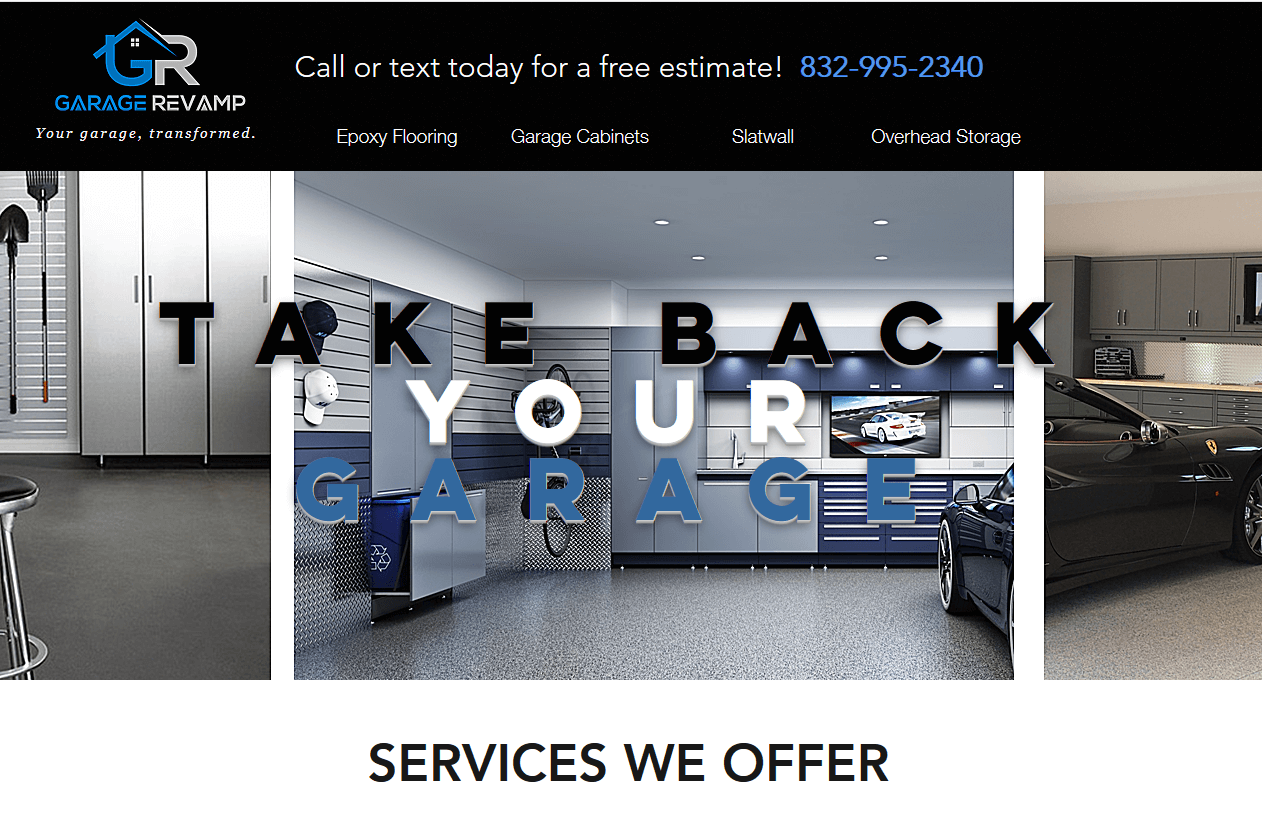 GR
GARAGE REVAMP
Your garage, transformed.
Call or text today for a free estimate! 832-995-2340
Epoxy Flooring Garage Cabinets Slatwall Overhead Storage
TAKE BACK
YOUR
GARAGE
SERVICES WE OFFER